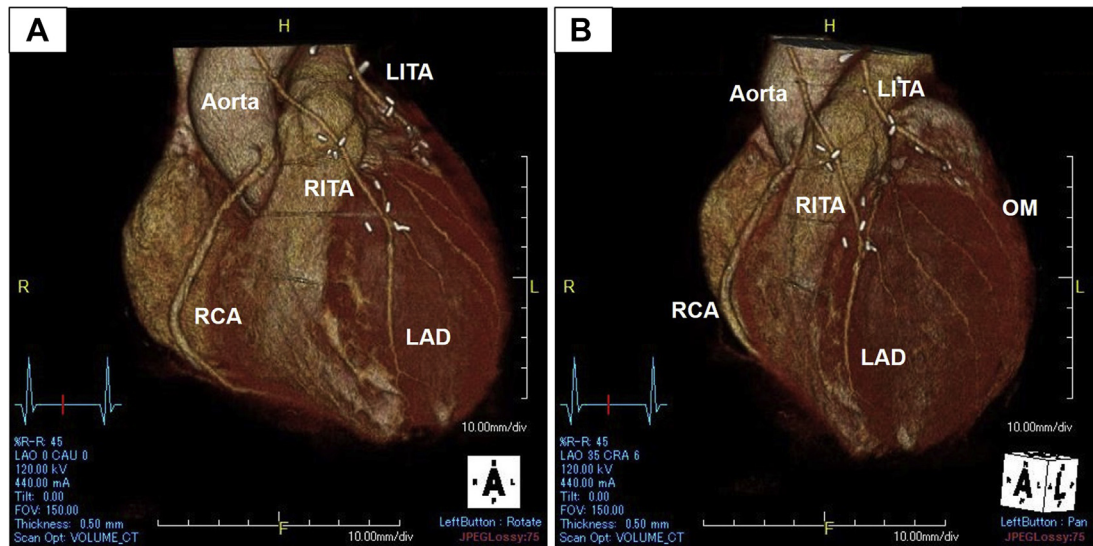 A
H
LITA
Aorta
RITA
R
L
RCA
LAD
10.00mm/div
%R-R: 45
LAO 0 CAU 0
120.00 kV
440.00 mA
Tilt: 0.00
FOV: 150.00
Thickness: 0.50 mm
Scan Opt: VOLUME_CT
A
F
10.00mm/div
LeftButton : Rotate
JPEGLossy:75
B
H
Aorta
LITA
RITA
OM
R
L
RCA
LAD
10.00mm/div
%R-R: 45
LAO 35 CRA 6
120.00 kV
440.00 mA
Tilt: 0.00
FOV: 150.00
Thickness: 0.50 mm
Scan Opt: VOLUME_CT
A L
F
10.00mm/div
LeftButton : Pan
JPEGLossy:75